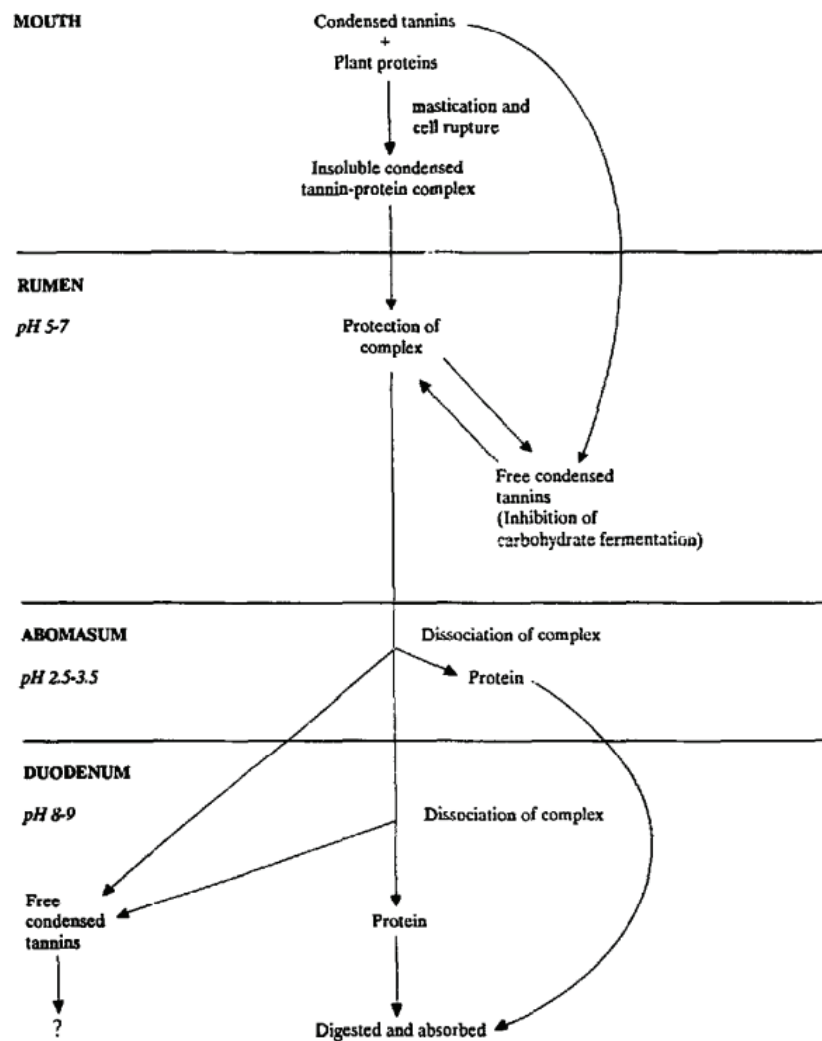 MOUTH
Condensed tannins
+
Plant proteins
mastication and
cell rupture
Insoluble condensed
tannin-protein complex
RUMEN
pH 5-7
Protection of
complex
Free condensed
tannins
(Inhibition of
carbohydrate fermentation)
ABOMASUM
Dissociation of complex
pH 2.5-3.5
Protein
DUODENUM
pH 8-9
Dissociation of complex
Free
condensed
tannins
Protein
?
Digested and absorbed